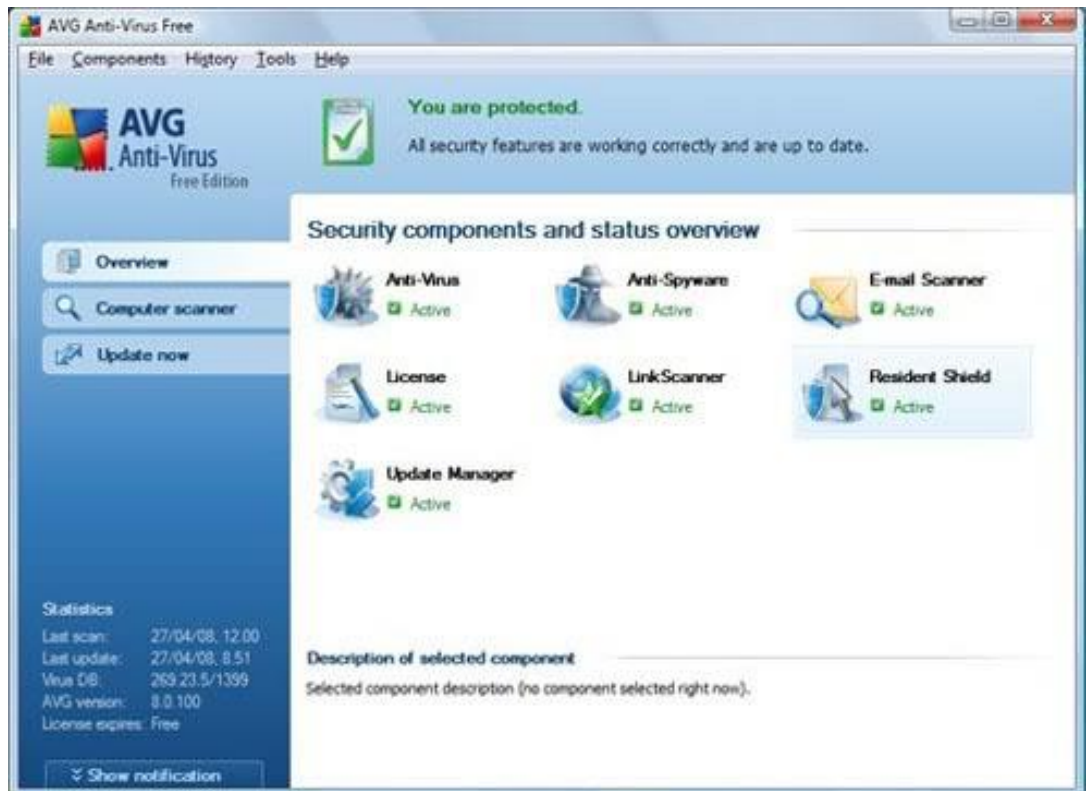 AVG Anti-Virus Free
File Components History Tools Help
AVG
Anti-Virus
Free Edition
You are protected.
All security features are working correctly and are up to date.
Overview
Computer scanner
Update now
Security components and status overview
Anti-Virus
Active
Anti-Spyware
Active
E-mail Scanner
Active
License
Active
LinkScanner
Active
Resident Shield
Active
Update Manager
Active
Statistics
Last scan: 27/04/08, 12.00
Last update: 27/04/08, 8.51
Virus DB: 269.23.5/1399
AVG version: 8.0.100
License expires: Free
Show notification
Description of selected component
Selected component description (no component selected right now).